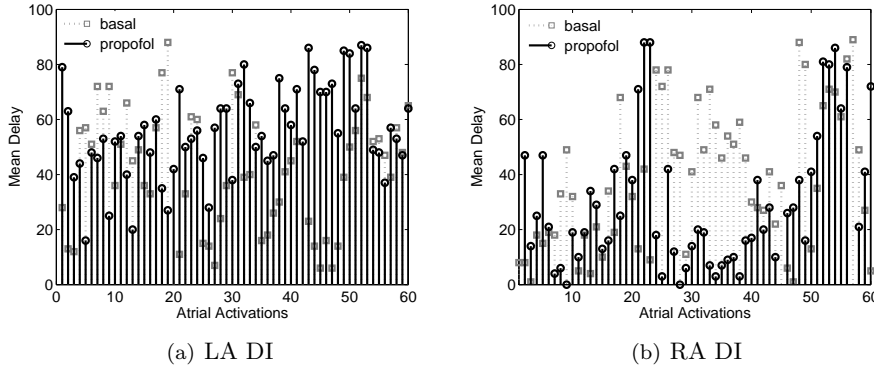 100
80
60
40
20
0
Mean Delay
basal
propofol
0 10 20 30 40 50 60
Atrial Activations
(a) LA DI
100
80
60
40
20
0
Mean Delay
basal
propofol
10 20 30 40 50 60
Atrial Activations
(b) RA DI